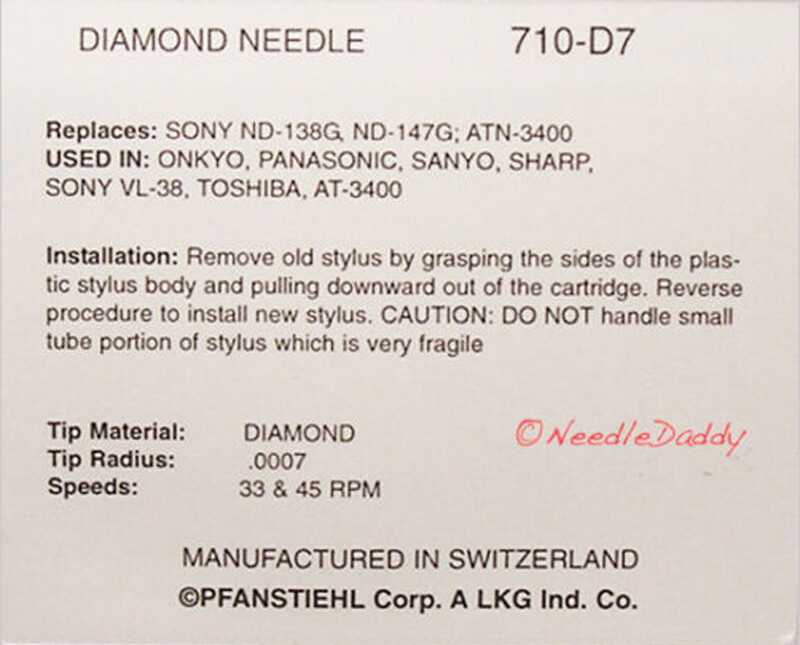 DIAMOND NEEDLE 710-D7
Replaces: SONY ND-138G, ND-147G; ATN-3400
USED IN: ONKYO, PANASONIC, SANYO, SHARP,
SONY VL-38, TOSHIBA, AT-3400
Installation: Remove old stylus by grasping the sides of the plas-
tic stylus body and pulling downward out of the cartridge. Reverse
procedure to install new stylus. CAUTION: DO NOT handle small
tube portion of stylus which is very fragile
Tip Material: DIAMOND
©NeedleDaddy
Tip Radius: .0007
Speeds: 33 & 45 RPM
MANUFACTURED IN SWITZERLAND
©PFANSTIEHL Corp. A LKG Ind. Co.